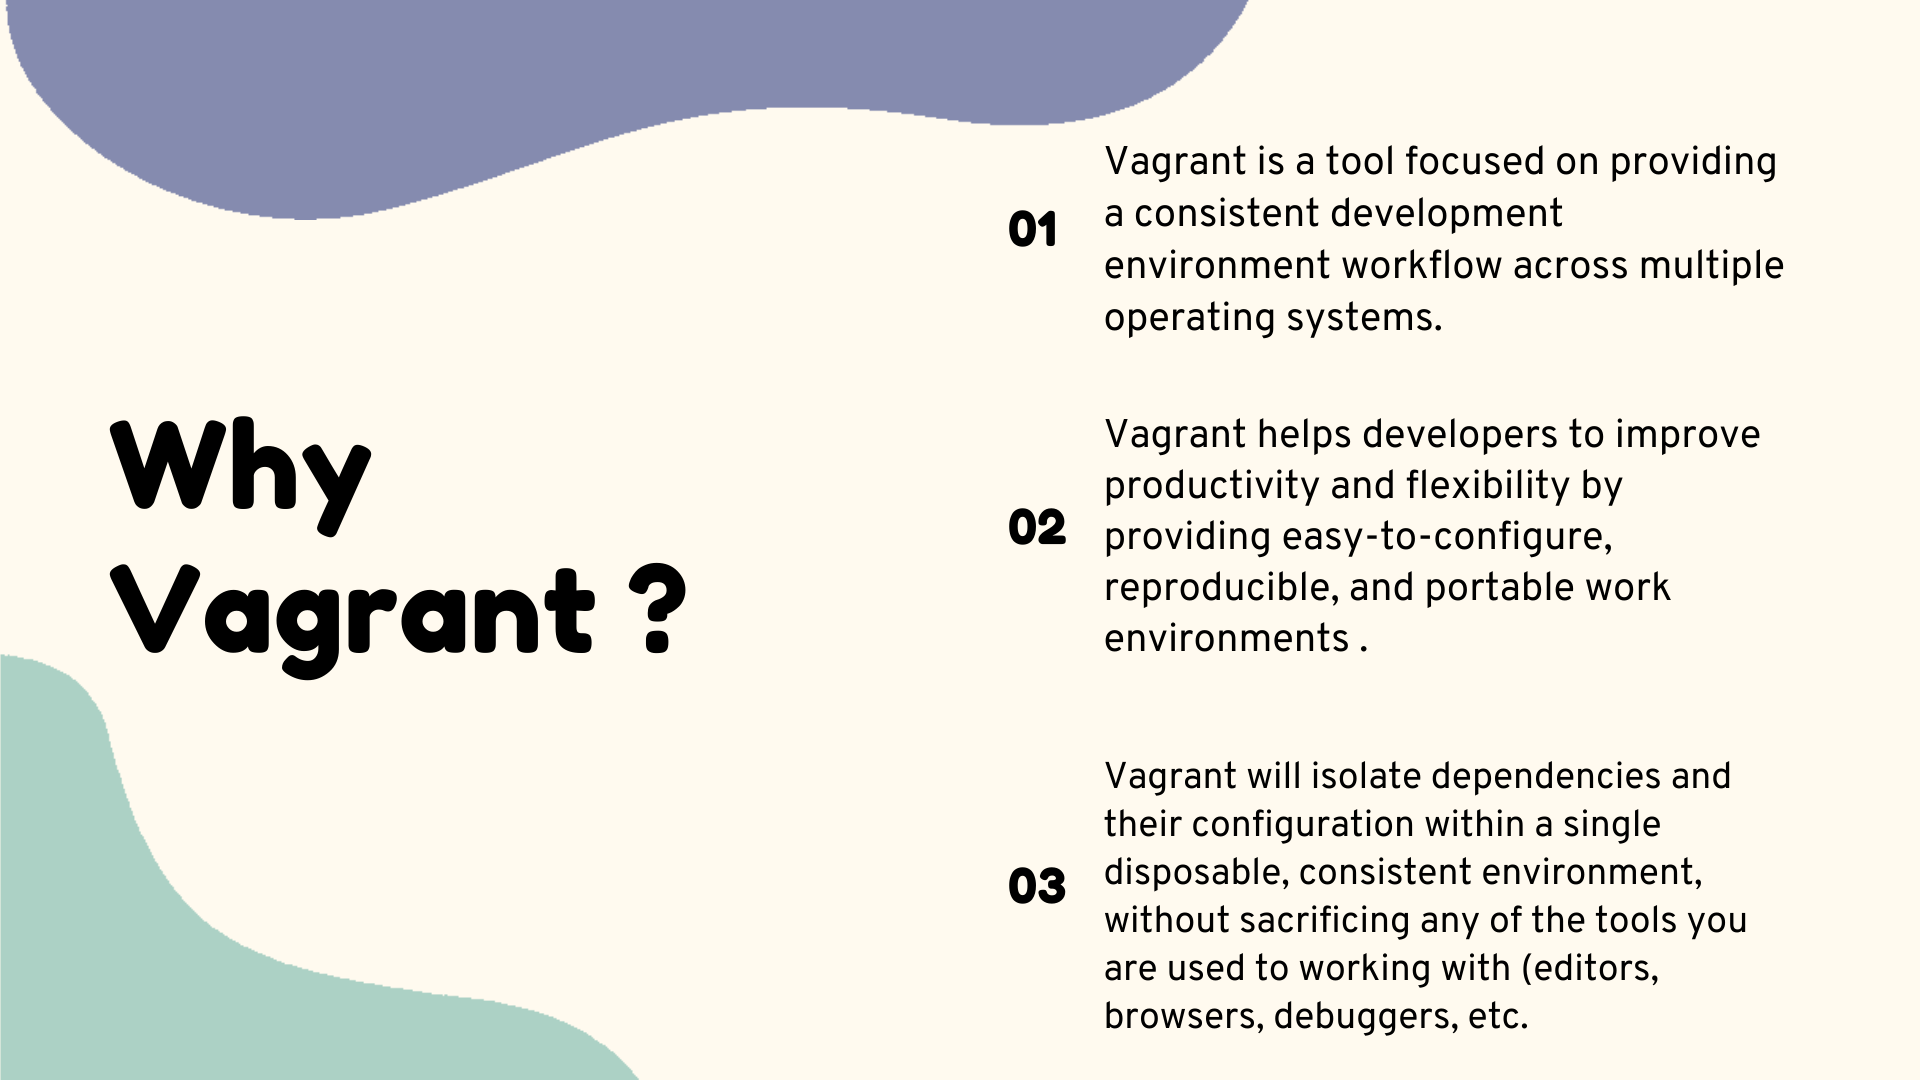 Why
Vagrant ?
01
Vagrant is a tool focused on providing
a consistent development
environment workflow across multiple
operating systems.
02
Vagrant helps developers to improve
productivity and flexibility by
providing easy-to-configure,
reproducible, and portable work
environments .
03
Vagrant will isolate dependencies and
their configuration within a single
disposable, consistent environment,
without sacrificing any of the tools you
are used to working with (editors,
browsers, debuggers, etc.